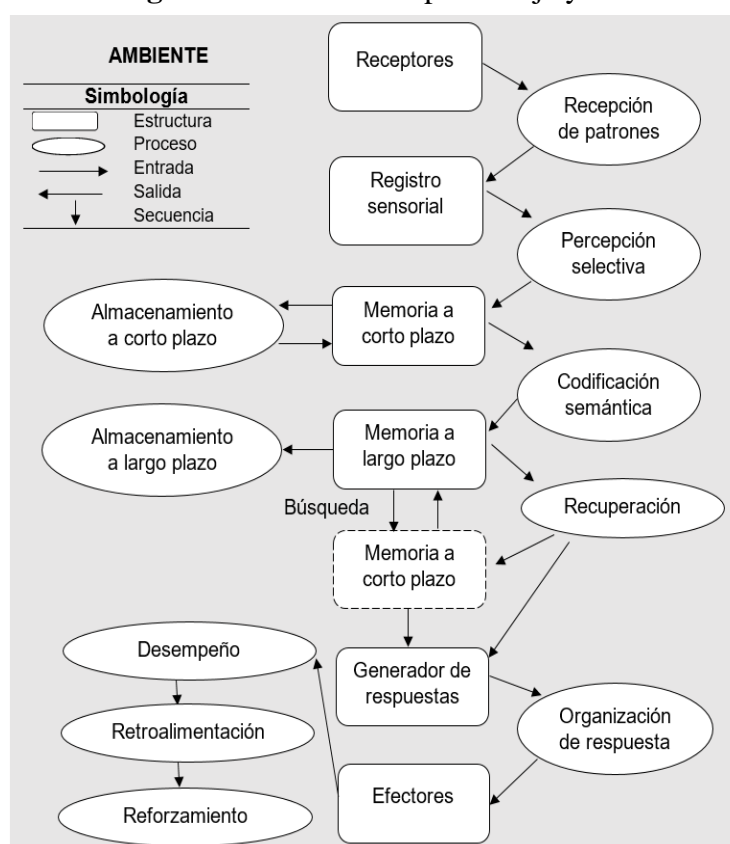 AMBIENTE
Simbología
Estructura
Proceso
Entrada
Salida
Secuencia
Receptores
Recepción
de patrones
Registro
sensorial
Percepción
selectiva
Almacenamiento
a corto plazo
Memoria a
corto plazo
Codificación
semántica
Almacenamiento
a largo plazo
Memoria a
largo plazo
Búsqueda
Recuperación
Memoria a
corto plazo
Desempeño
Generador de
respuestas
Retroalimentación
Organización
de respuesta
Efectores
Reforzamiento